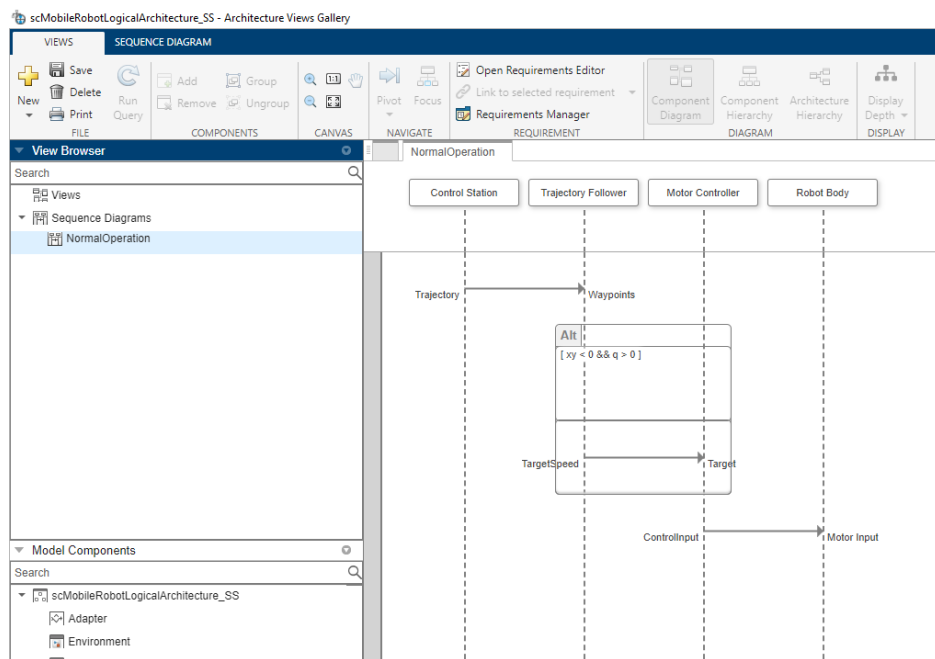 scMobileRobotLogicalArchitecture_SS - Architecture Views Gallery
VIEWS SEQUENCE DIAGRAM
New
Save
Delete
Print
Run Query
Add
Remove
Group
Ungroup
1:1
Pivot
Focus
Open Requirements Editor
Link to selected requirement
Requirements Manager
Component Diagram
Component Hierarchy
Architecture Hierarchy
Display Depth
FILE COMPONENTS CANVAS NAVIGATE REQUIREMENT DIAGRAM DISPLAY
View Browser
Search
Views
Sequence Diagrams
NormalOperation
Model Components
Search
scMobileRobotLogicalArchitecture_SS
Adapter
Environment
NormalOperation
Control Station Trajectory Follower Motor Controller Robot Body
Trajectory Waypoints
Alt
[ xy < 0 && q > 0 ]
TargetSpeed Target
ControlInput Motor Input